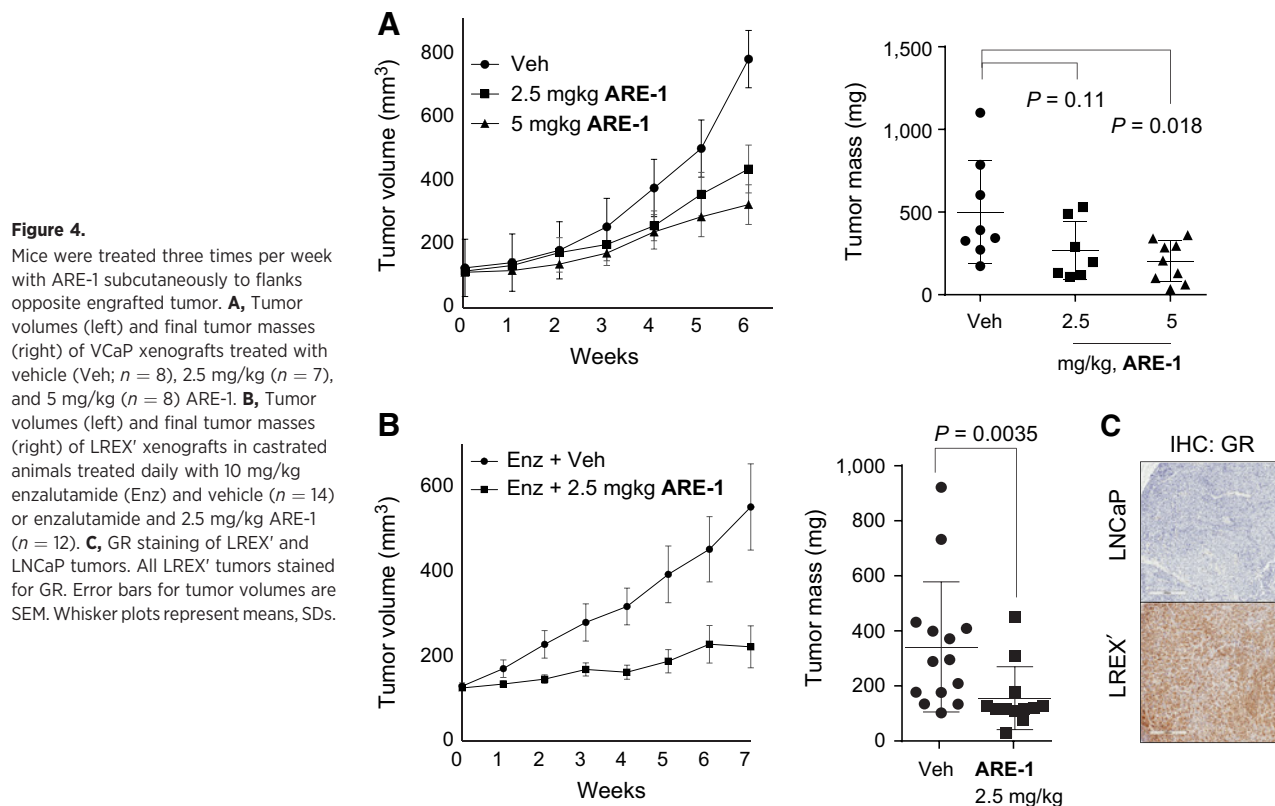 Figure 4.
Mice were treated three times per week
with ARE-1 subcutaneously to flanks
opposite engrafted tumor. A, Tumor
volumes (left) and final tumor masses
(right) of VCaP xenografts treated with
vehicle (Veh; n = 8), 2.5 mg/kg (n = 7),
and 5 mg/kg (n = 8) ARE-1. B, Tumor
volumes (left) and final tumor masses
(right) of LREX′ xenografts in castrated
animals treated daily with 10 mg/kg
enzalutamide (Enz) and vehicle (n = 14)
or enzalutamide and 2.5 mg/kg ARE-1
(n = 12). C, GR staining of LREX′ and
LNCaP tumors. All LREX′ tumors stained
for GR. Error bars for tumor volumes are
SEM. Whisker plots represent means, SDs.
A
Tumor volume (mm³)
800
600
400
200
0
Veh
2.5 mgkg ARE-1
5 mgkg ARE-1
0 1 2 3 4 5 6
Weeks
Tumor mass (mg)
1,500
1,000
500
0
P = 0.11
P = 0.018
Veh 2.5 5
mg/kg, ARE-1
B
Tumor volume (mm³)
600
400
200
0
Enz + Veh
Enz + 2.5 mgkg ARE-1
0 1 2 3 4 5 6 7
Weeks
Tumor mass (mg)
P = 0.0035
1,000
800
600
400
200
0
Veh ARE-1
2.5 mg/kg
C
IHC: GR
LNCaP
LREX′